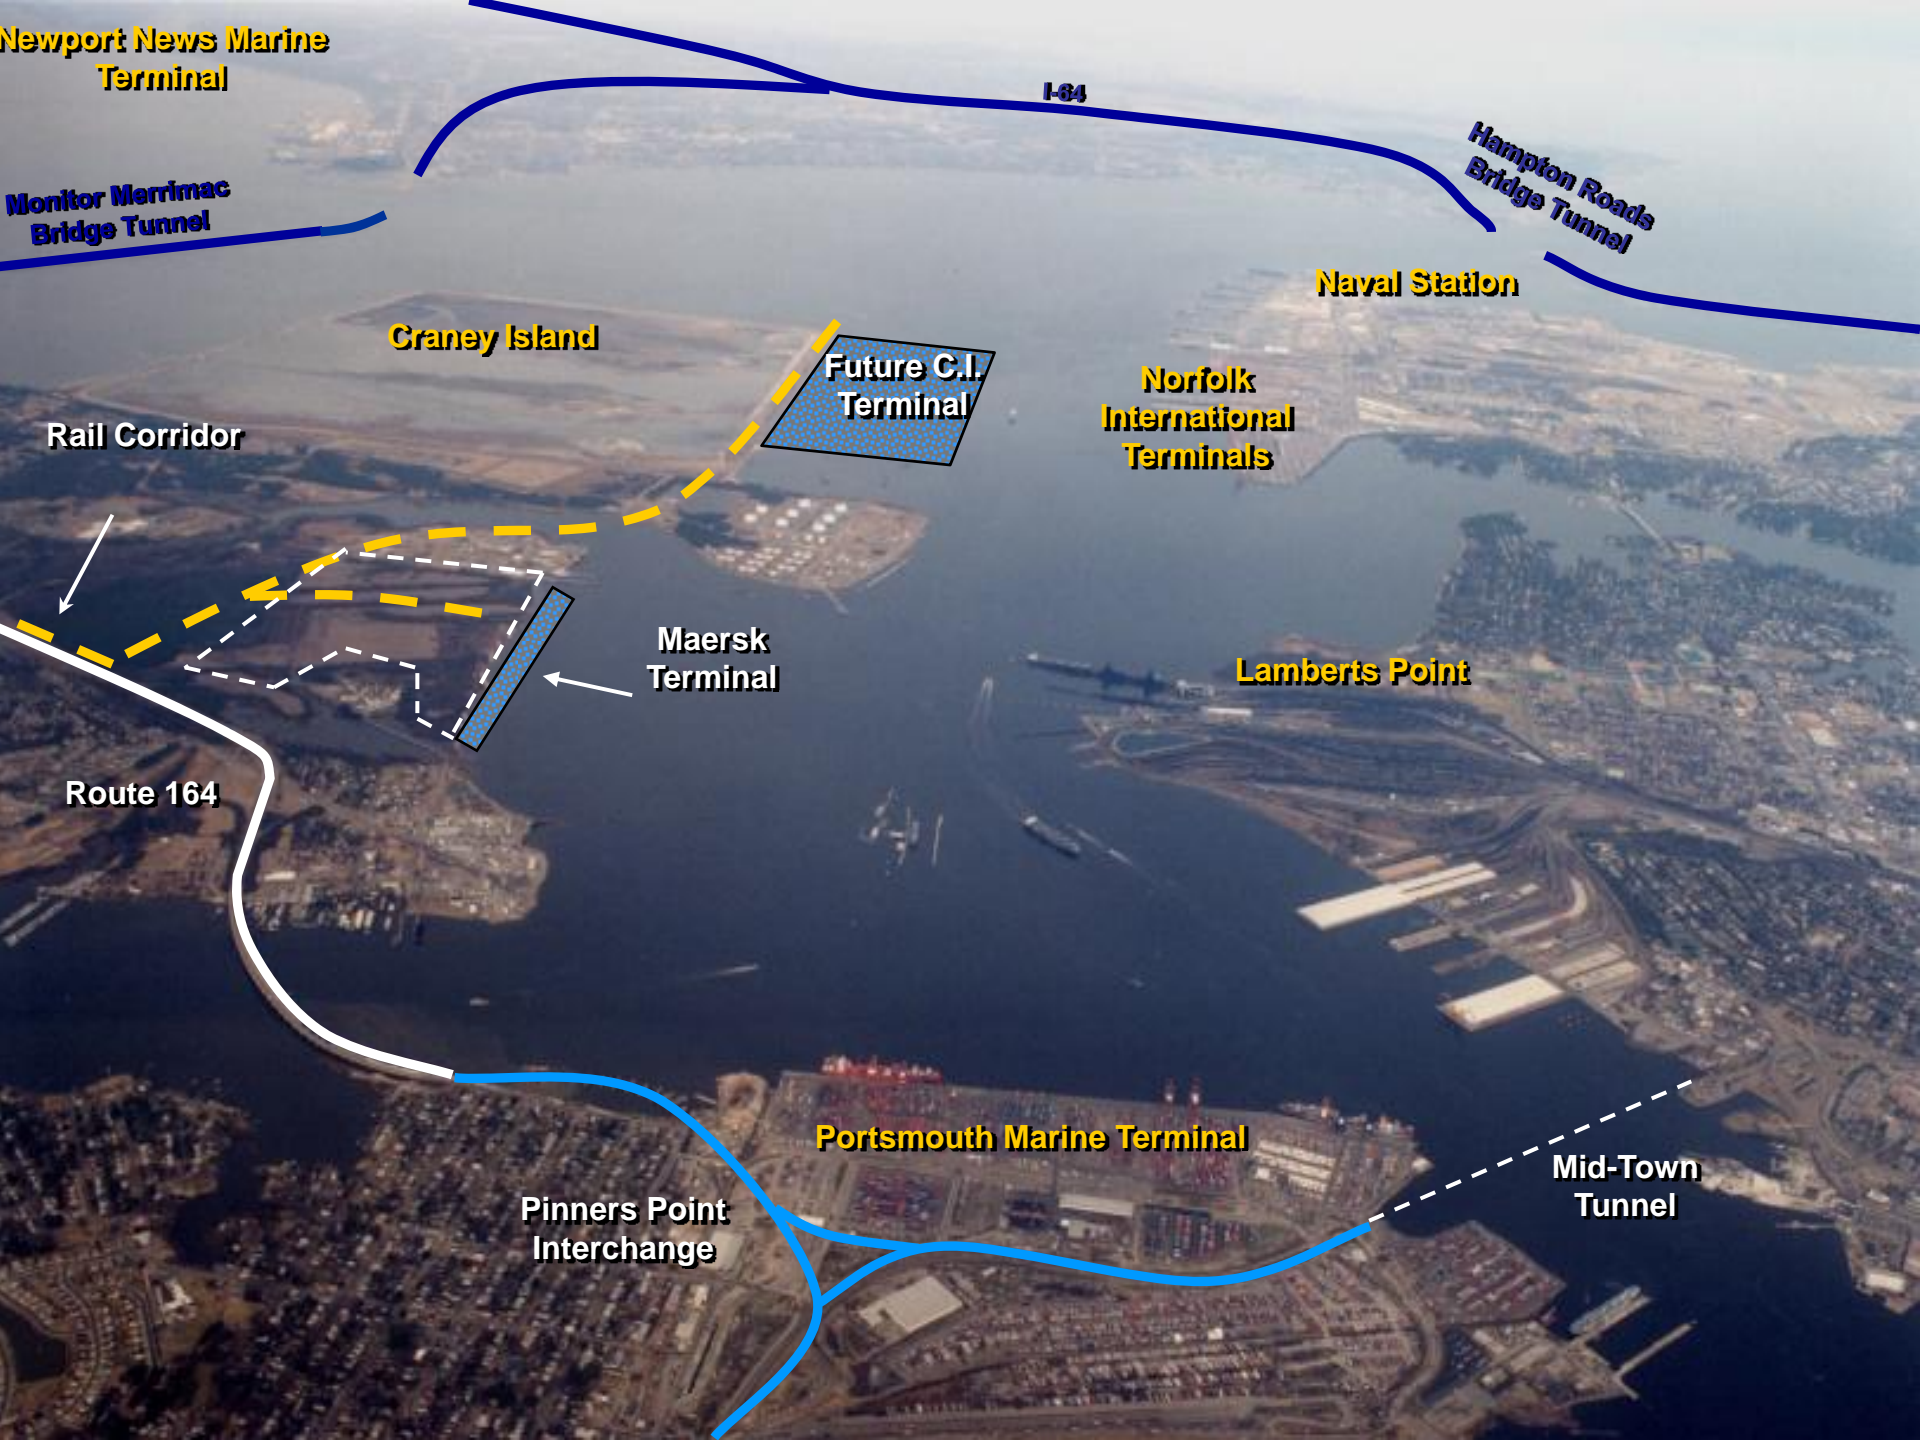 Newport News Marine
Terminal
I-64
Hampton Roads
Bridge Tunnel
Monitor Merrimac
Bridge Tunnel
Naval Station
Craney Island
Future C.I.
Terminal
Norfolk
International
Terminals
Rail Corridor
Maersk
Terminal
Lamberts Point
Route 164
Portsmouth Marine Terminal
Mid-Town
Tunnel
Pinners Point
Interchange